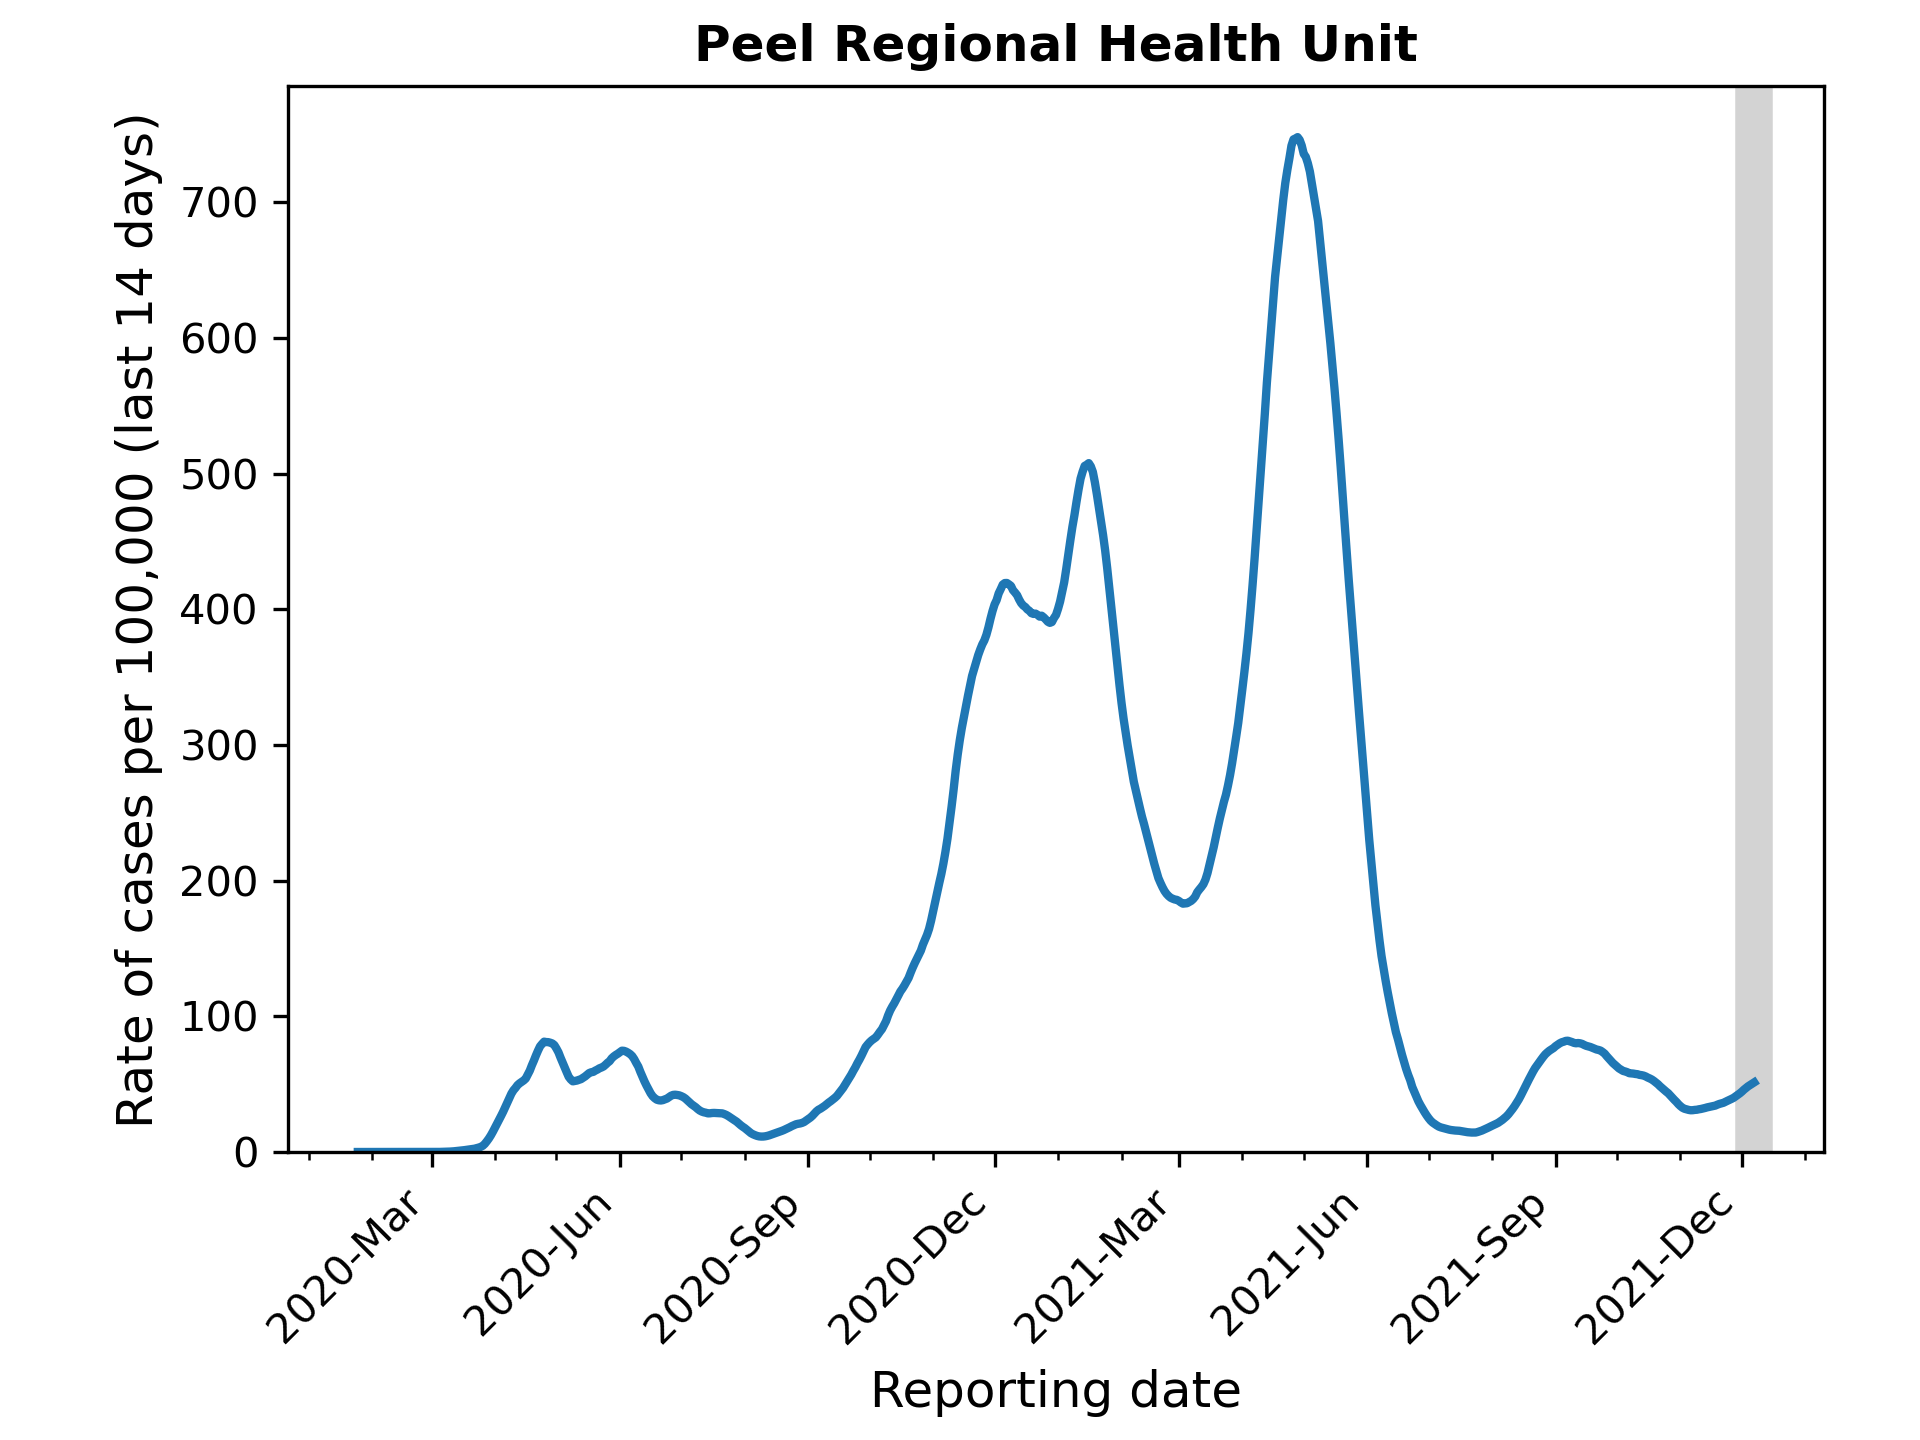 Peel Regional Health Unit
Rate of cases per 100,000 (last 14 days)
700
600
500
400
300
200
100
0
2020-Mar
2020-Jun
2020-Sep
2020-Dec
2021-Mar
2021-Jun
2021-Sep
2021-Dec
Reporting date